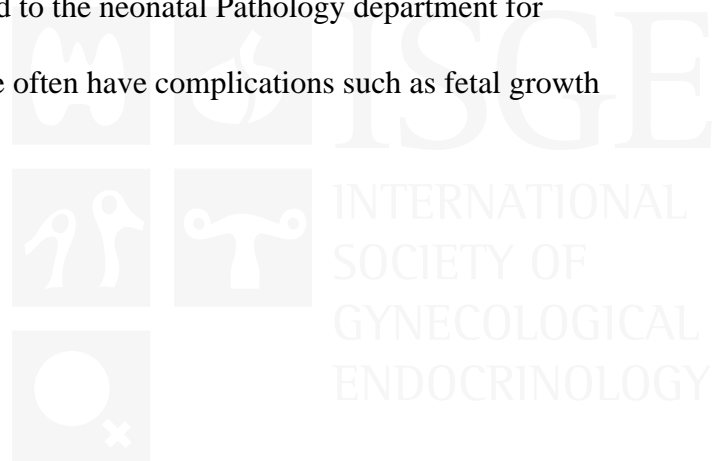 d to the neonatal Pathology department for
e often have complications such as fetal growth
ISGE
INTERNATIONAL
SOCIETY OF
GYNECOLOGICAL
ENDOCRINOLOGY